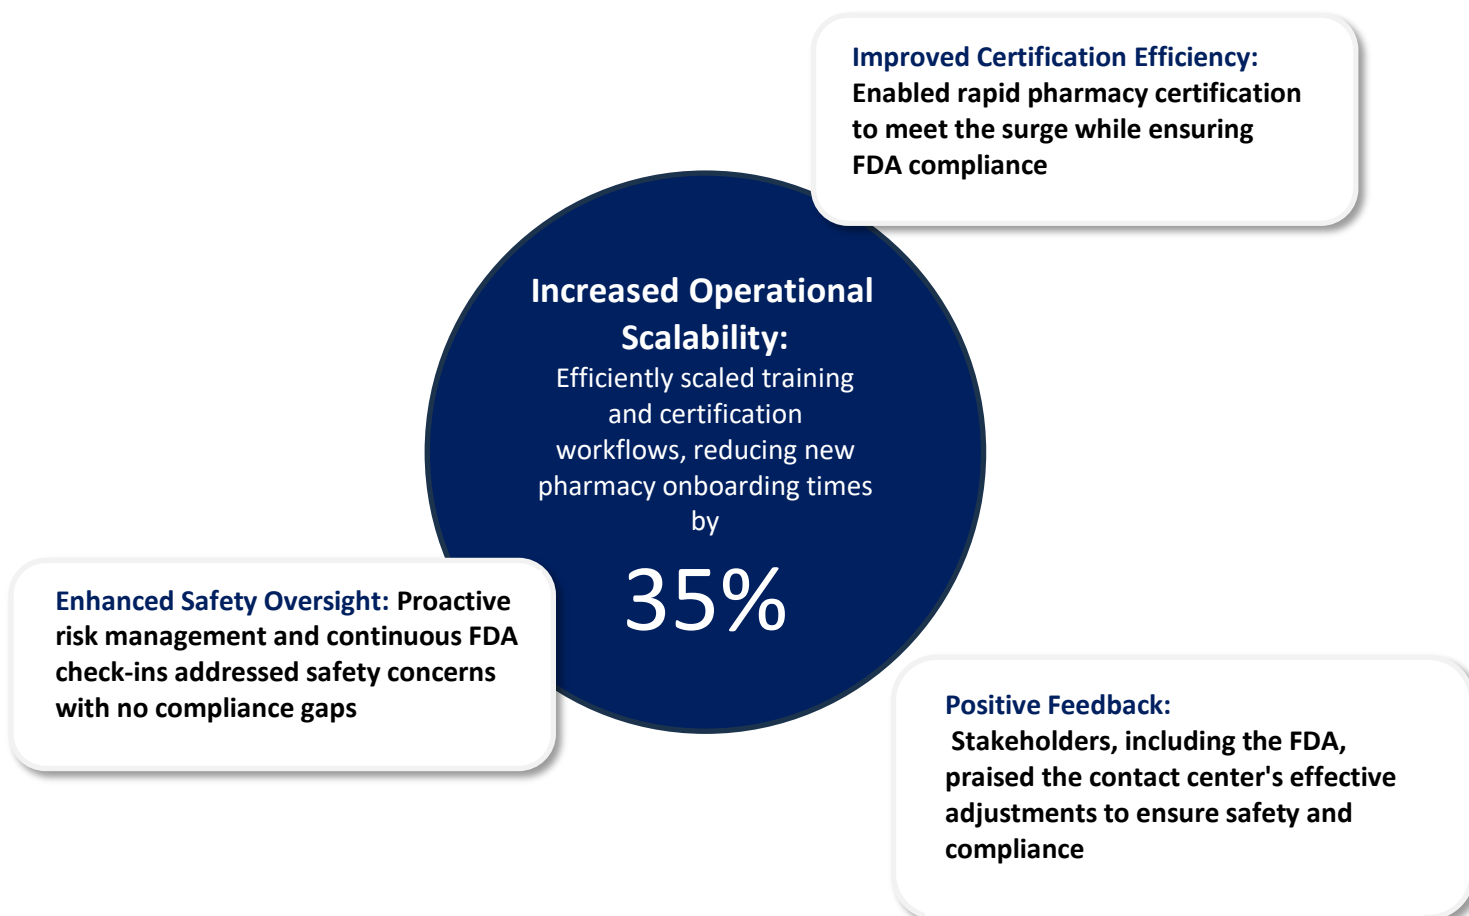 Improved Certification Efficiency:
Enabled rapid pharmacy certification
to meet the surge while ensuring
FDA compliance
Increased Operational
Scalability:
Efficiently scaled training
and certification
workflows, reducing new
pharmacy onboarding times
by
35%
Enhanced Safety Oversight: Proactive
risk management and continuous FDA
check-ins addressed safety concerns
with no compliance gaps
Positive Feedback:
Stakeholders, including the FDA,
praised the contact center's effective
adjustments to ensure safety and
compliance